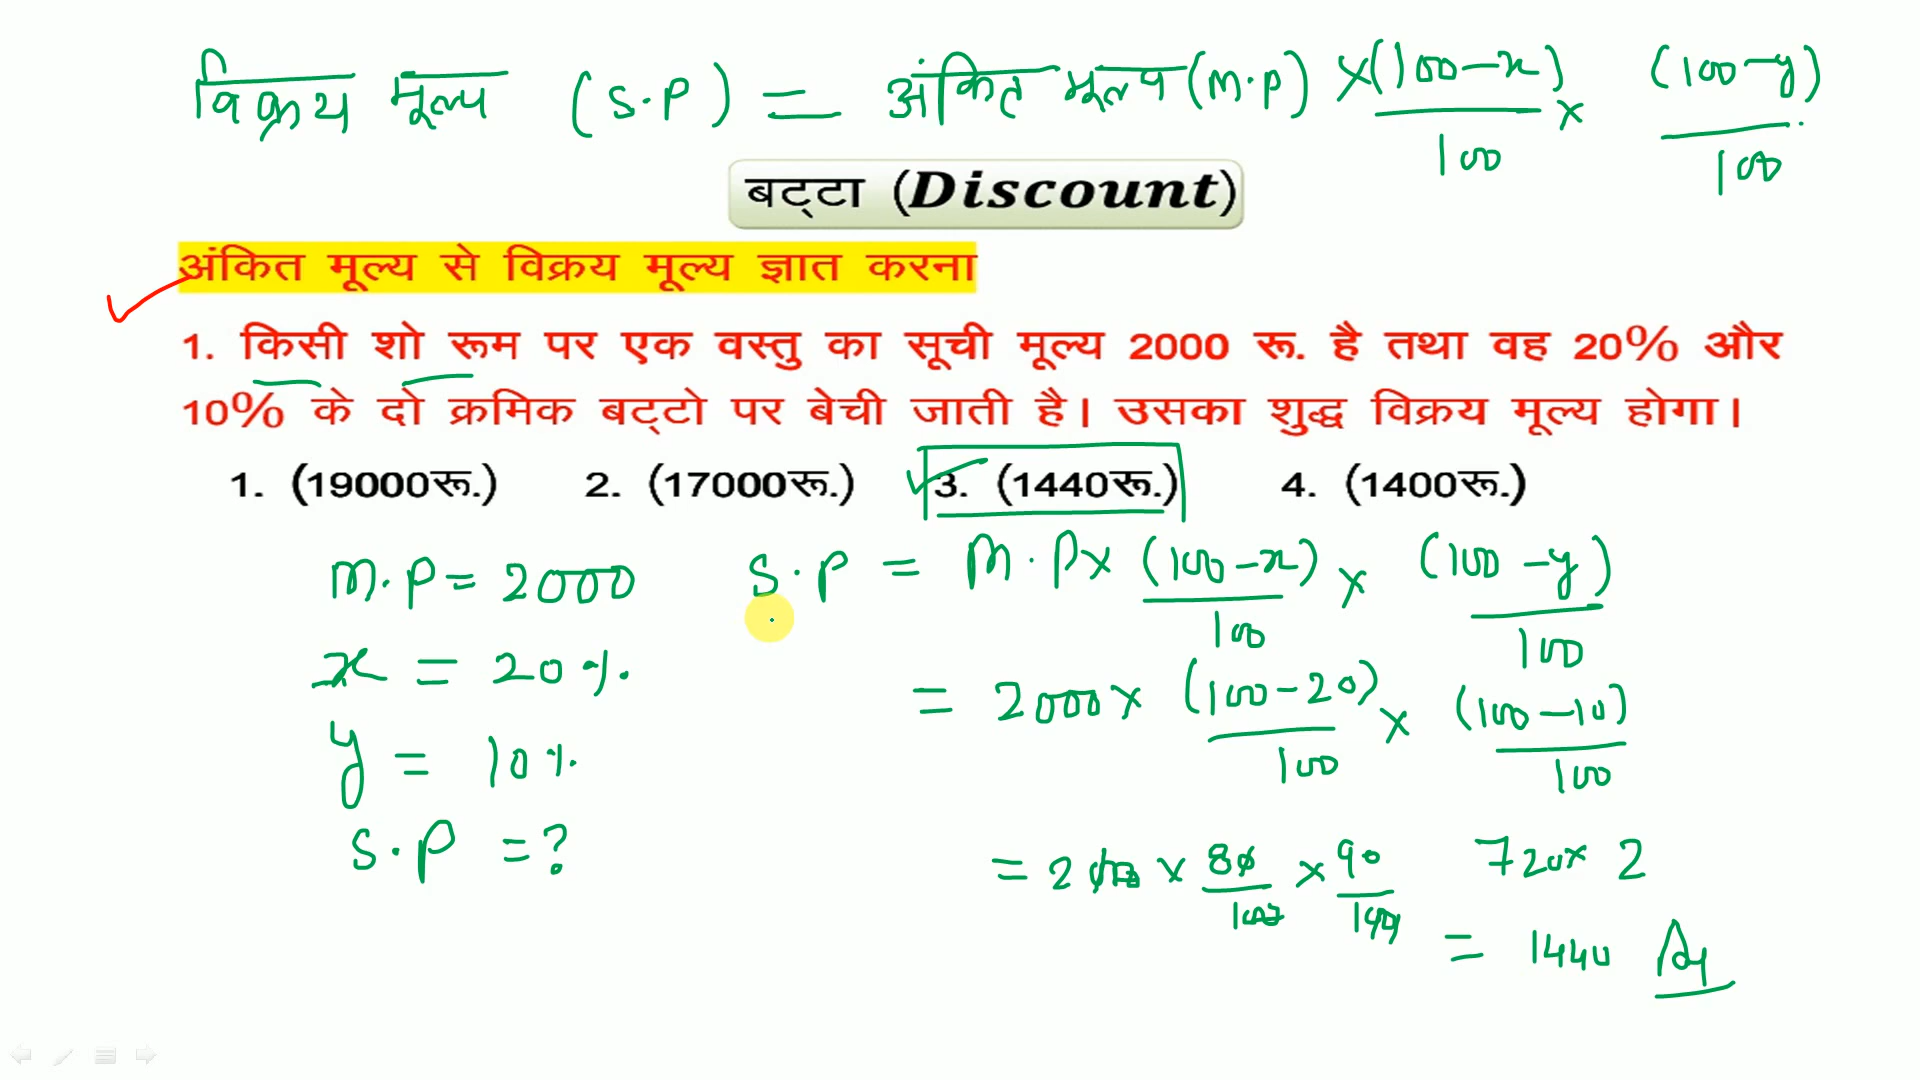 विक्रय मूल्य (S.P) = अंकित मूल्य (M.P) × (100-x)/100 × (100-y)/100
बट्टा (Discount)
अंकित मूल्य से विक्रय मूल्य ज्ञात करना
1. किसी शो रूम पर एक वस्तु का सूची मूल्य 2000 रू. है तथा वह 20% और
10% के दो क्रमिक बट्टो पर बेची जाती है। उसका शुद्ध विक्रय मूल्य होगा।
1. (19000रू.) 2. (17000रू.) 3. (1440रू.) 4. (1400रू.)
M.P = 2000
x = 20%
y = 10%
S.P = ?
S.P = M.P × (100-x)/100 × (100-y)/100
= 2000 × (100-20)/100 × (100-10)/100
= 2000 × 80/100 × 90/100
720 × 2
= 1440 Ay